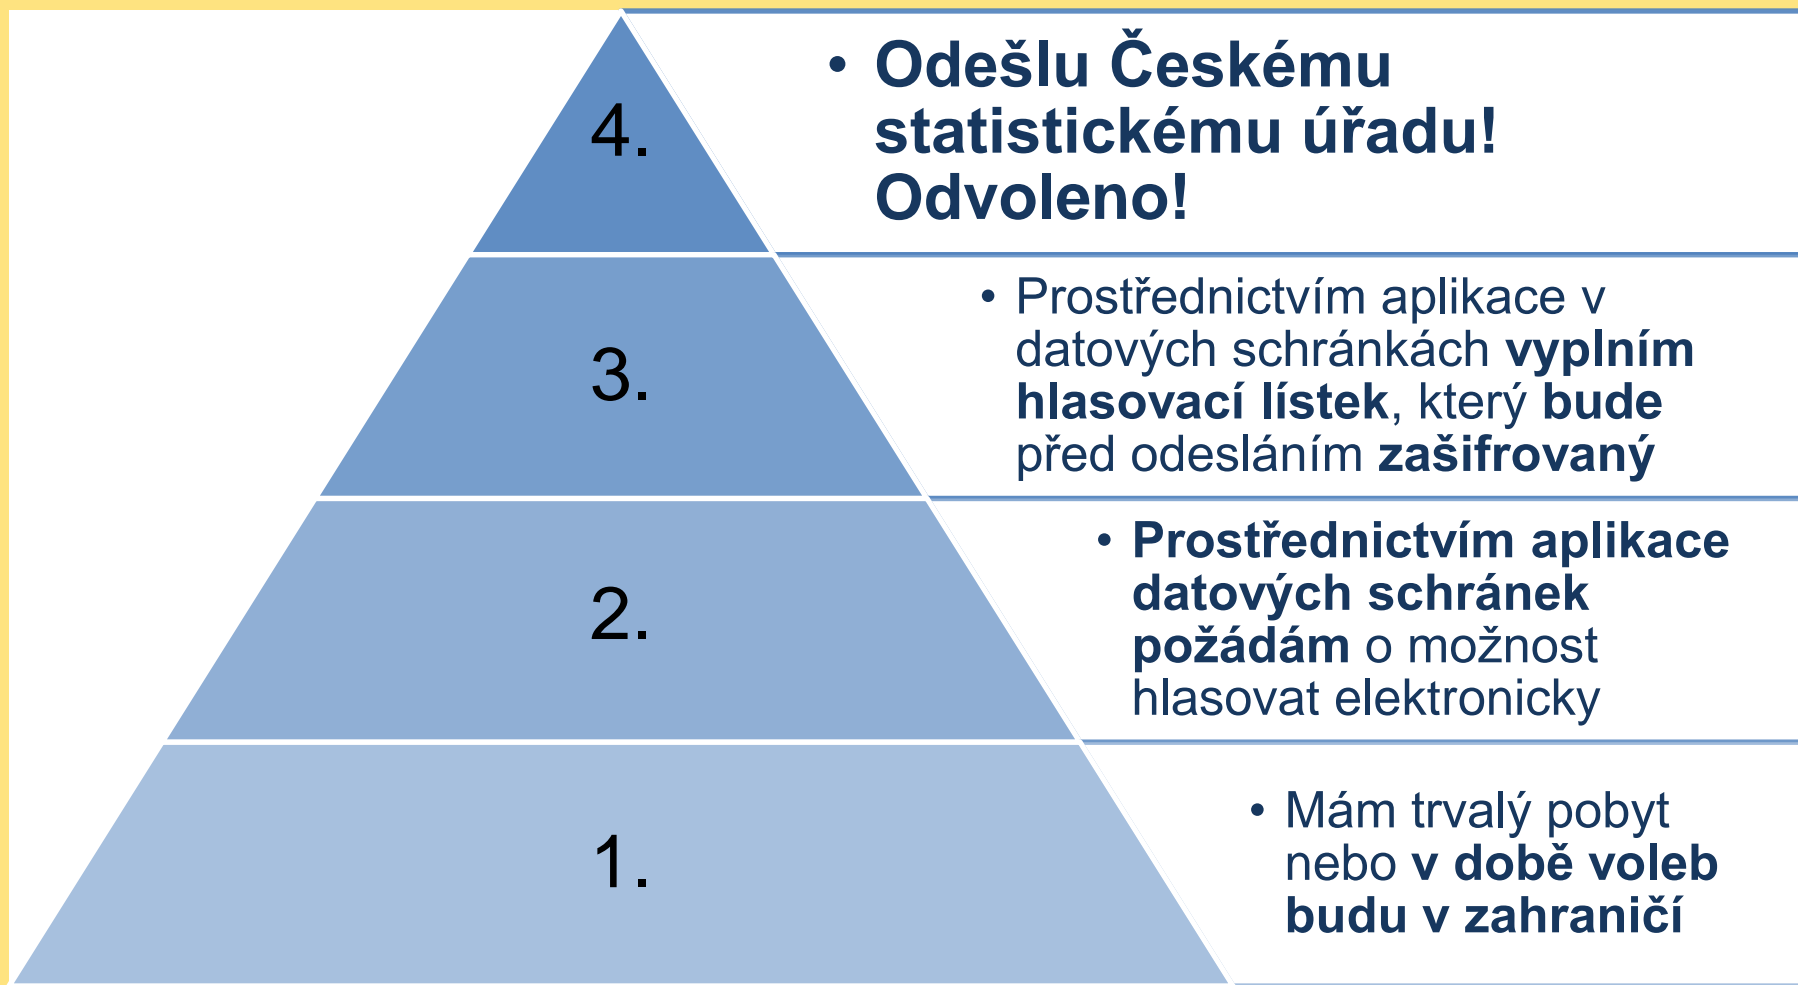 4.
• Odešlu Českému
statistickému úřadu!
Odvoleno!
3.
• Prostřednictvím aplikace v
datových schránkách vyplním
hlasovací lístek, který bude
před odesláním zašifrovaný
2.
• Prostřednictvím aplikace
datových schránek
požádám o možnost
hlasovat elektronicky
1.
• Mám trvalý pobyt
nebo v době voleb
budu v zahraničí